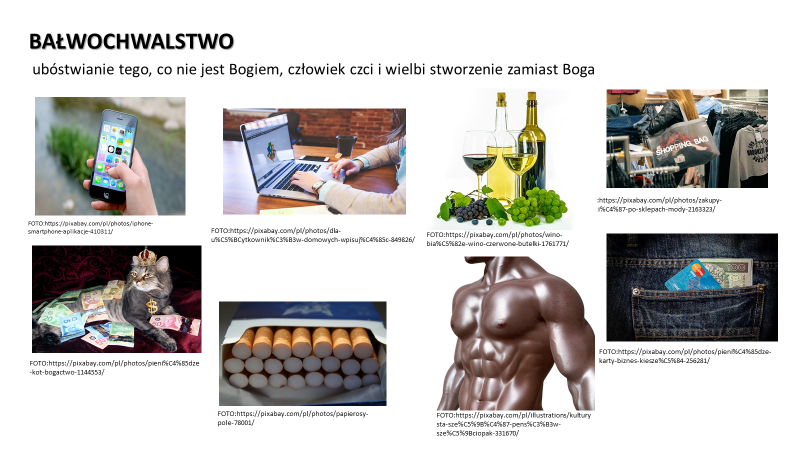 BAŁWOCHWALSTWO
ubóstwianie tego, co nie jest Bogiem, człowiek czci i wielbi stworzenie zamiast Boga
SHOPPING BAG
FOTO:https://pixabay.com/pl/photos/iphone-
smartphone-aplikacje-410311/
FOTO:https://pixabay.com/pl/photos/dla-
u%C5%BCytkownik%C3%B3w-domowych-wpisuj%C4%85c-849826/
FOTO:https://pixabay.com/pl/photos/wino-
bia%C5%82e-wino-czerwone-butelki-1761771/
:https://pixabay.com/pl/photos/zakupy-
i%C4%87-po-sklepach-mody-2163323/
FOTO:https://pixabay.com/pl/photos/pieni%C4%85dze
-kot-bogactwo-1144553/
FOTO:https://pixabay.com/pl/photos/papierosy-
pole-78001/
FOTO:https://pixabay.com/pl/illustrations/kultury
sta-sze%C5%9B%C4%87-pens%C3%B3w-
sze%C5%9Bciopak-331670/
FOTO:https://pixabay.com/pl/photos/pieni%C4%85dze-
karty-biznes-kiesze%C5%84-256281/